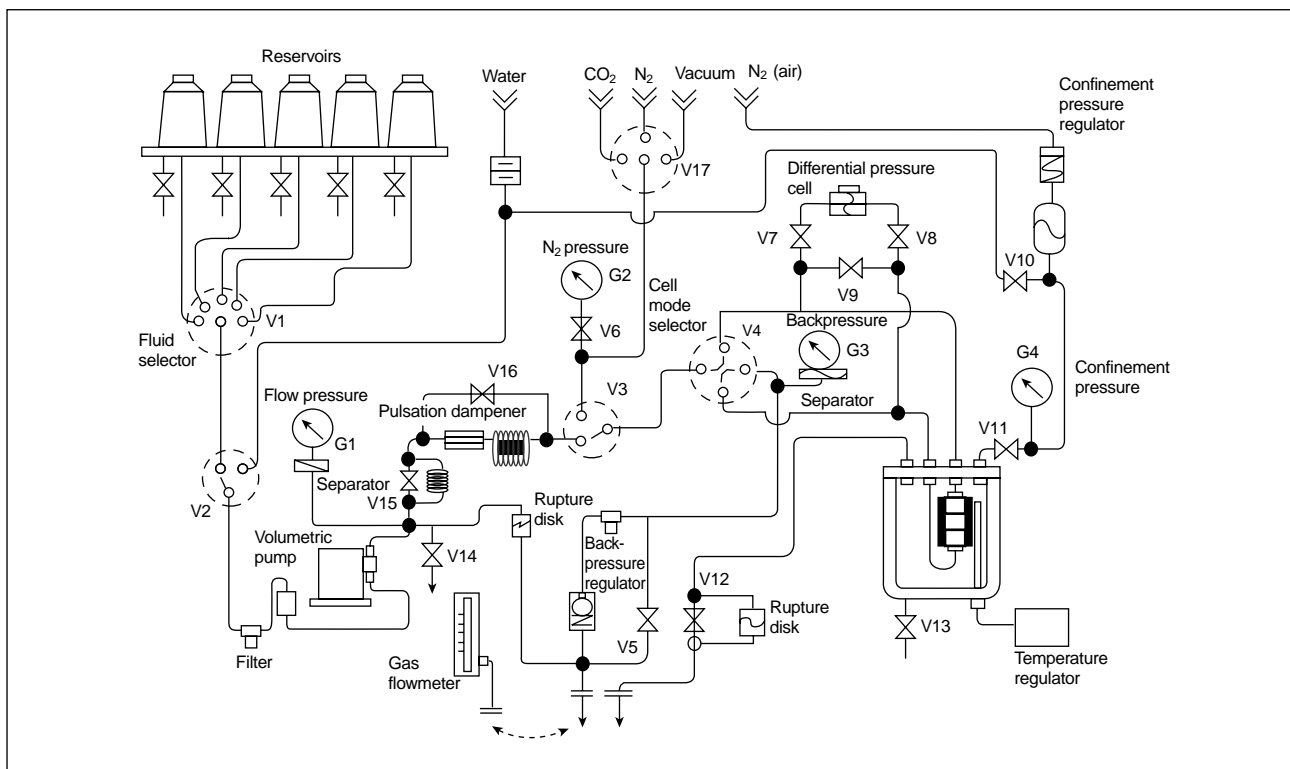 Reservoirs
Water
CO2
N2
Vacuum
N2 (air)
Confinement
pressure
regulator
V17
Differential pressure
cell
V7
V8
V10
N2 pressure
G2
V9
Cell
mode
selector
V1
Fluid
selector
V6
V4
Backpressure
G3
G4
Confinement
pressure
V16
V3
Flow pressure
Pulsation dampener
Separator
G1
V11
Separator
V15
V2
Rupture
disk
Volumetric
pump
V14
Back-
pressure
regulator
V12
Rupture
disk
V13
V5
Filter
Gas
flowmeter
Temperature
regulator